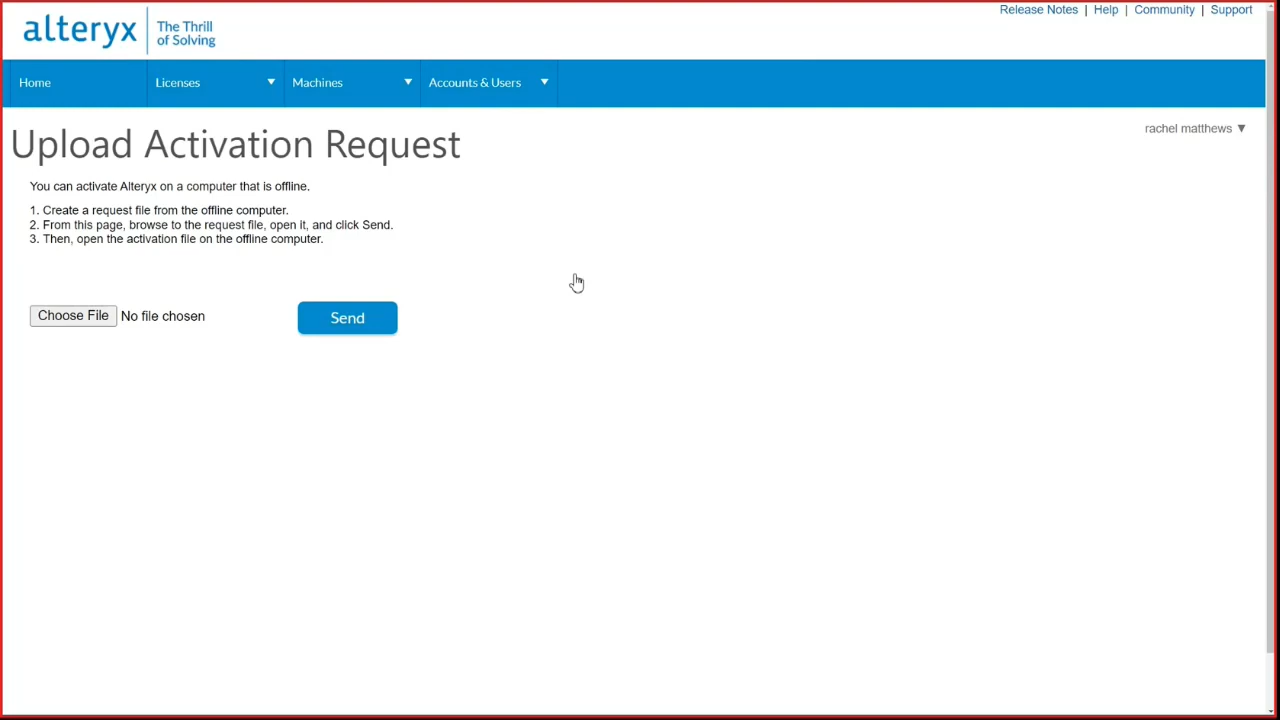 Release Notes | Help | Community | Support
alteryx
The Thrill
of Solving
Home
Licenses ▼
Machines ▼
Accounts & Users ▼
rachel matthews ▼
Upload Activation Request
You can activate Alteryx on a computer that is offline.
1. Create a request file from the offline computer.
2. From this page, browse to the request file, open it, and click Send.
3. Then, open the activation file on the offline computer.
Choose File No file chosen
Send